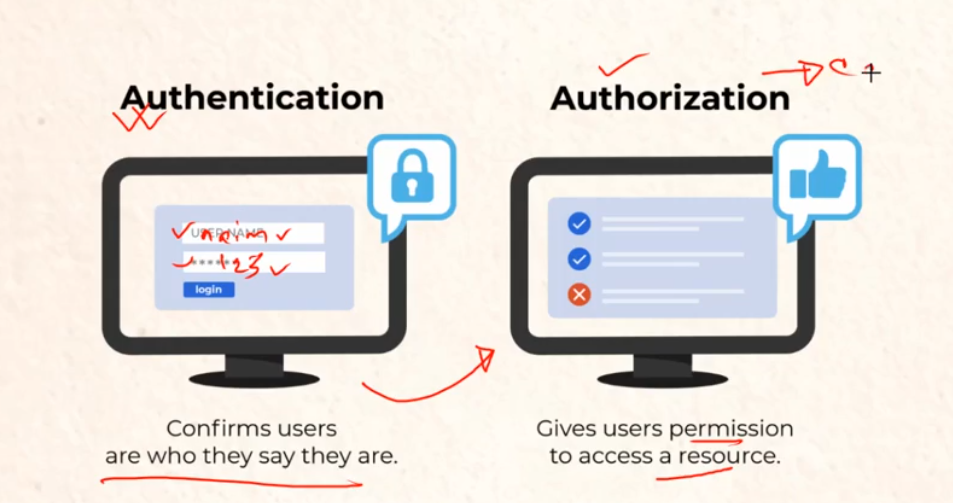 Authentication
Authorization
USER NAME
naim
******
123
login
Confirms users
are who they say they are.
Gives users permission
to access a resource.